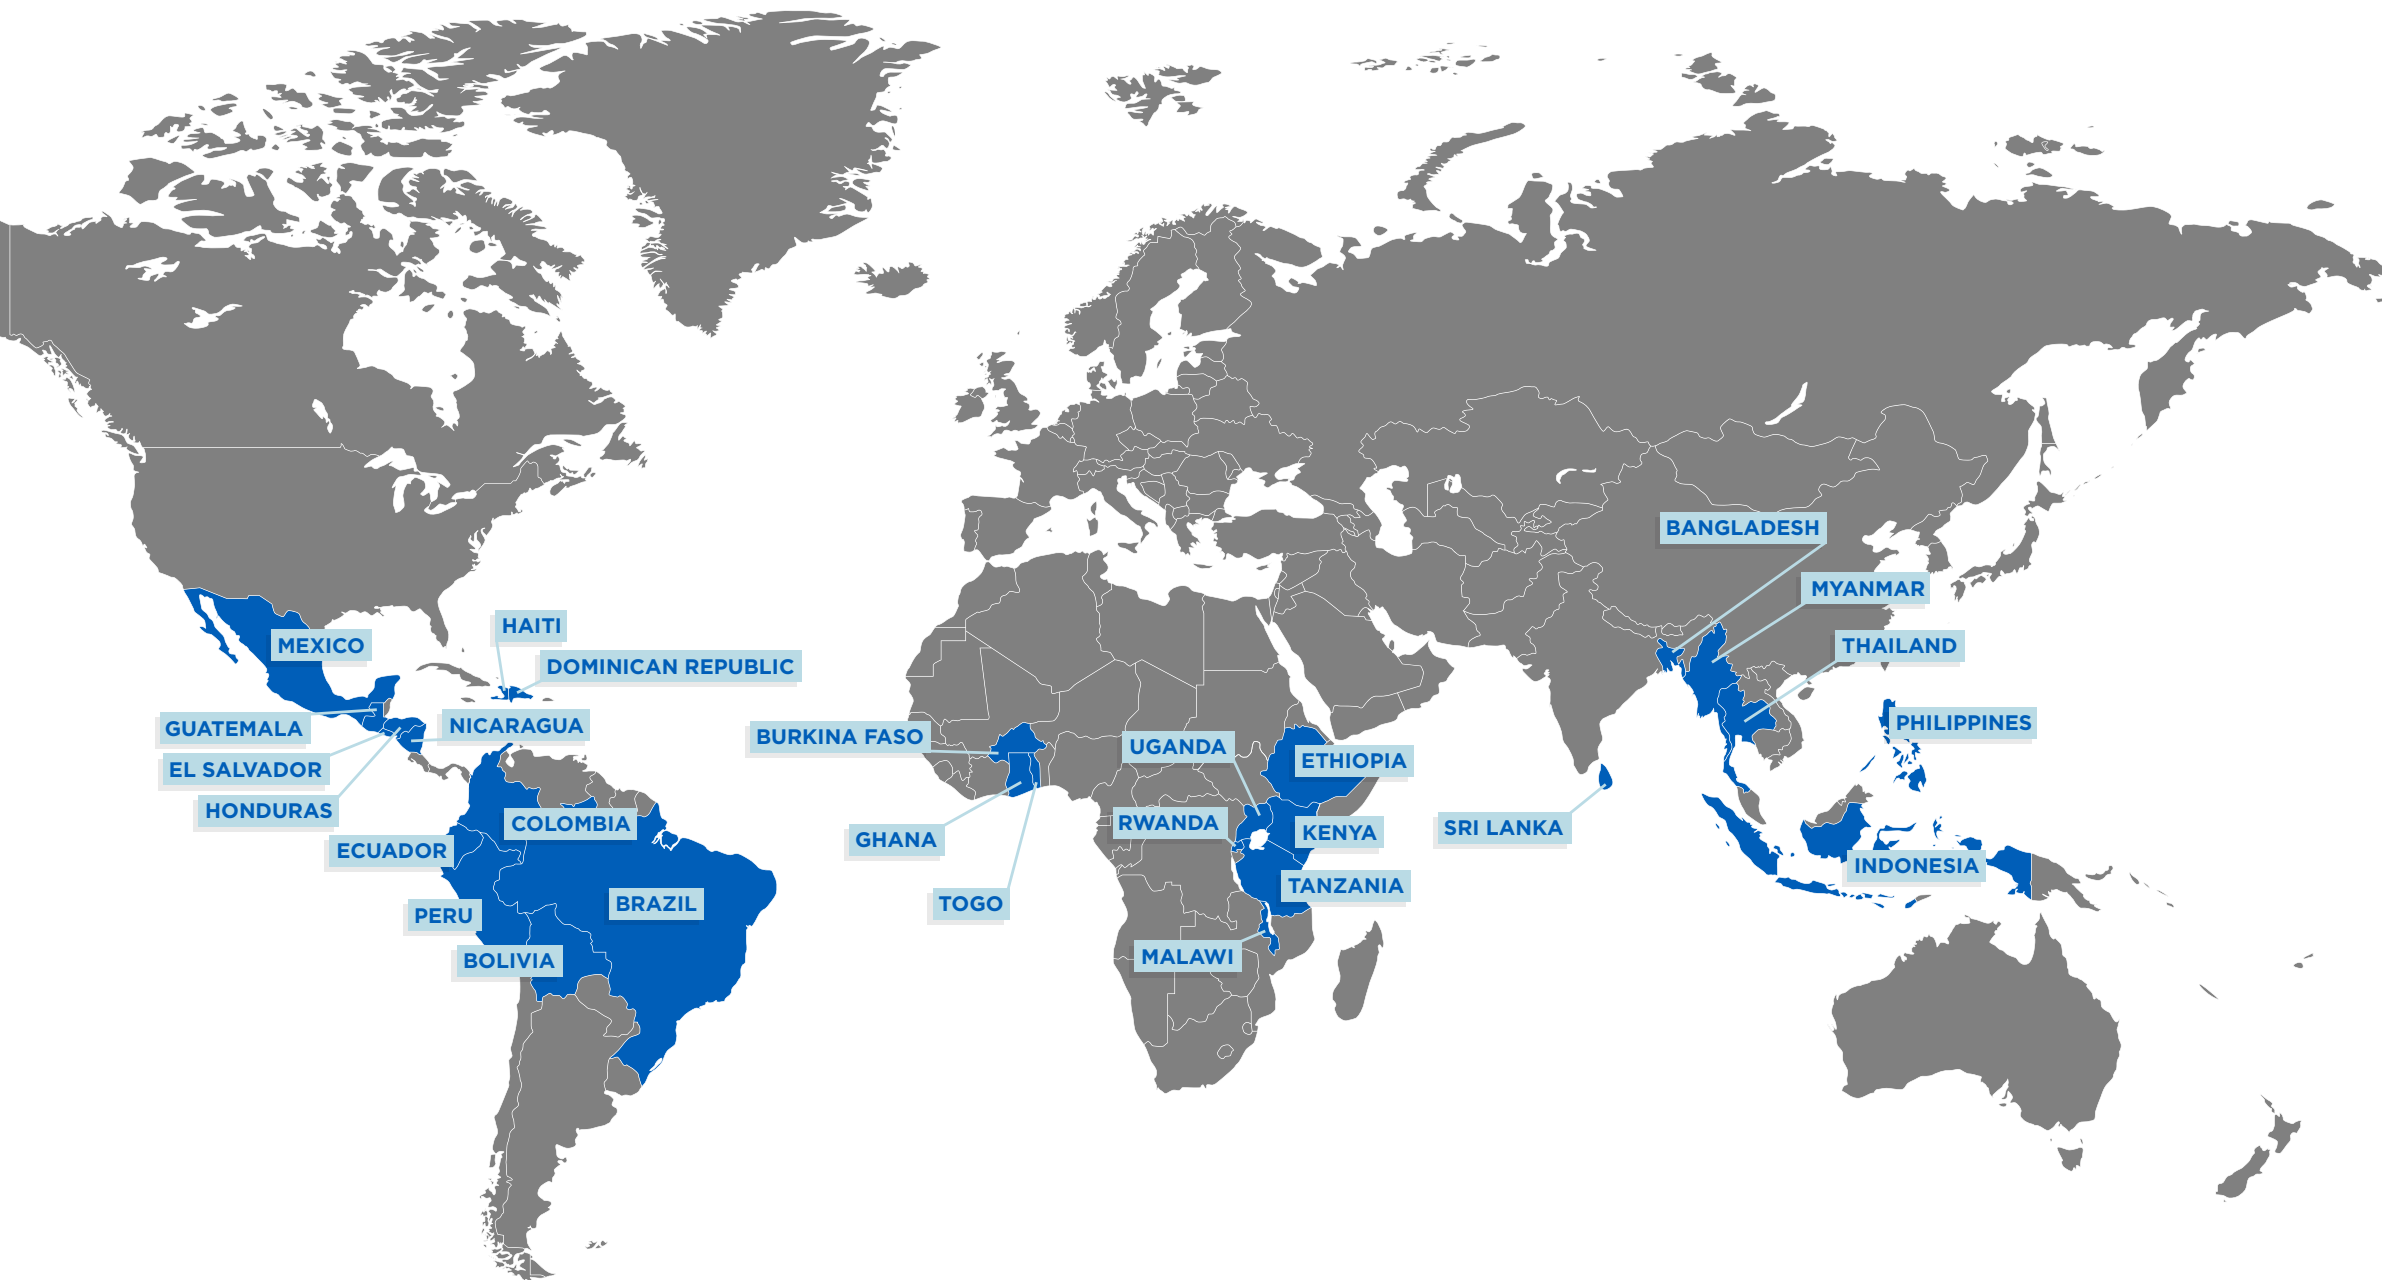 BANGLADESH
MYANMAR
HAITI
MEXICO
THAILAND
DOMINICAN REPUBLIC
GUATEMALA
NICARAGUA
PHILIPPINES
BURKINA FASO
UGANDA
ETHIOPIA
EL SALVADOR
HONDURAS
COLOMBIA
RWANDA
KENYA
SRI LANKA
GHANA
ECUADOR
INDONESIA
TANZANIA
TOGO
BRAZIL
PERU
MALAWI
BOLIVIA